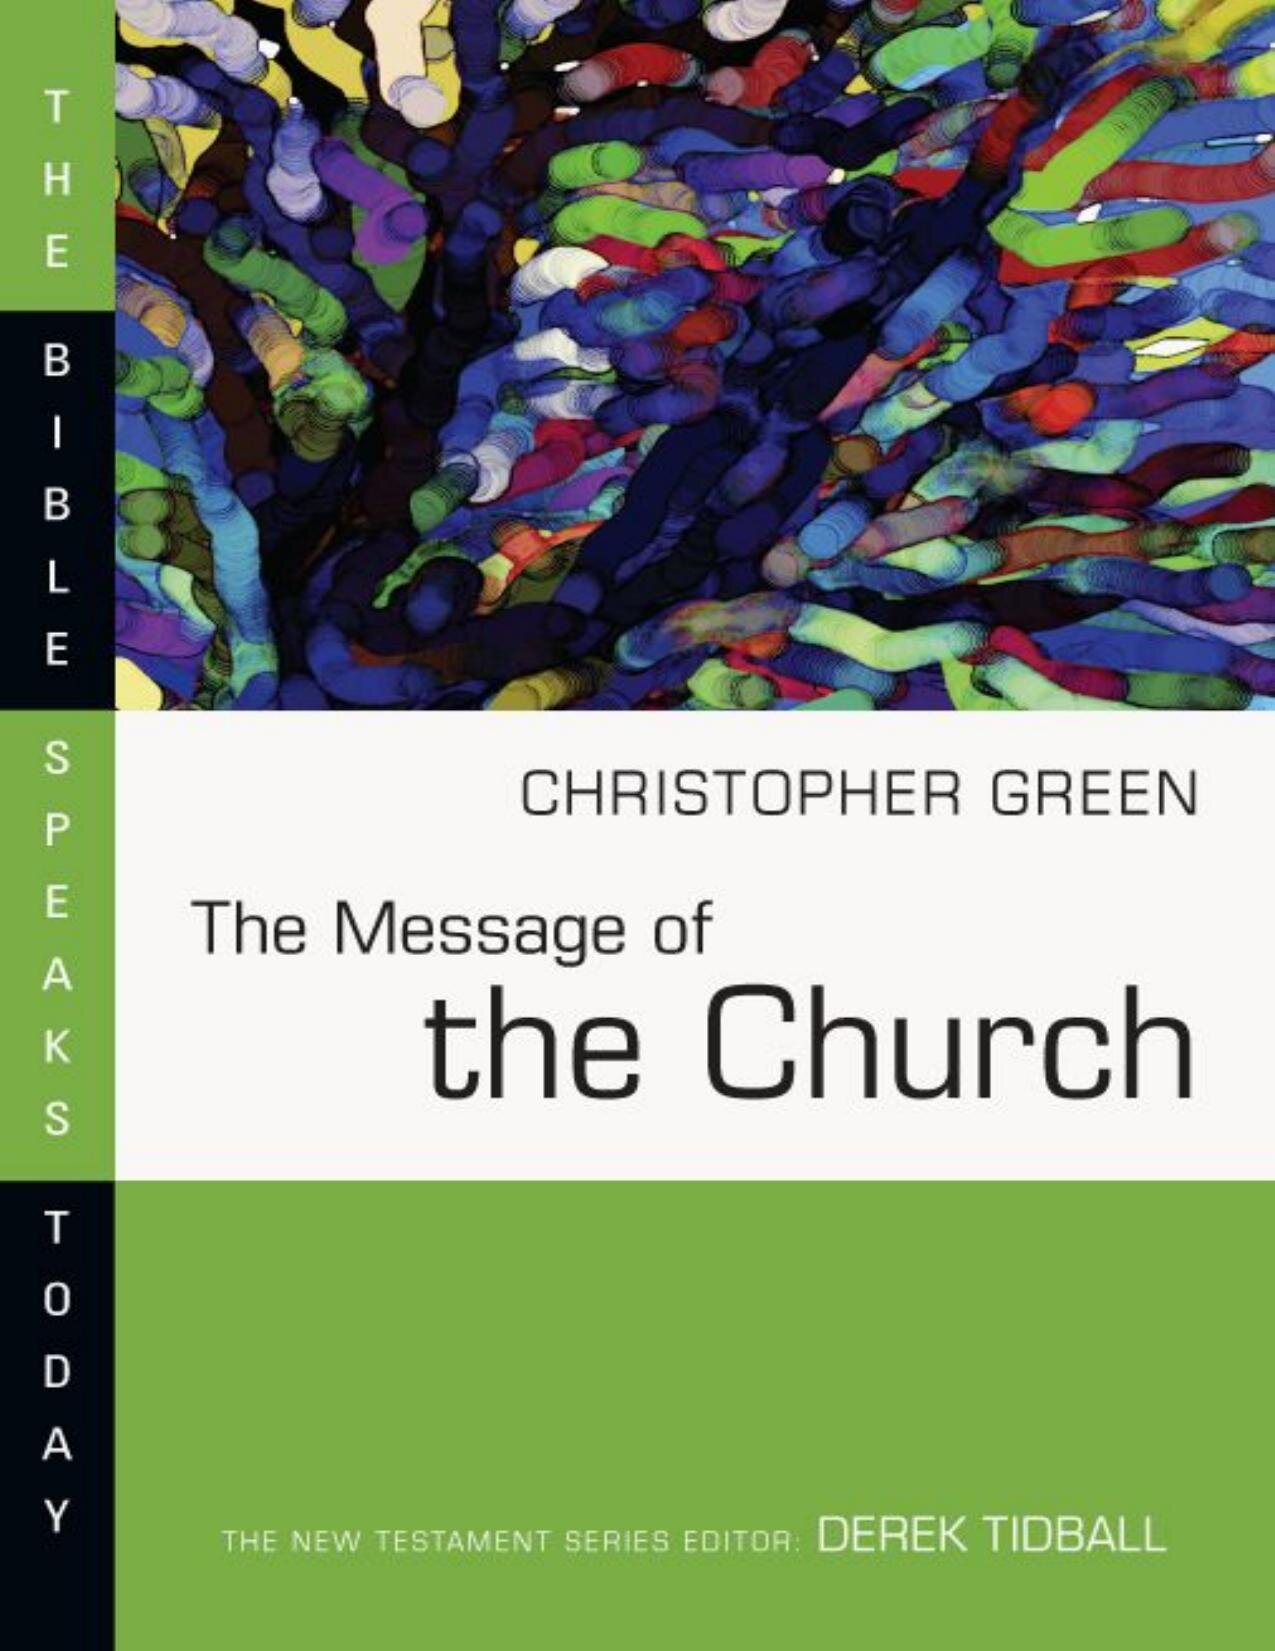 THE BIBLE SPEAKS TODAY
CHRISTOPHER GREEN
The Message of
the Church
THE NEW TESTAMENT SERIES EDITOR: DEREK TIDBALL